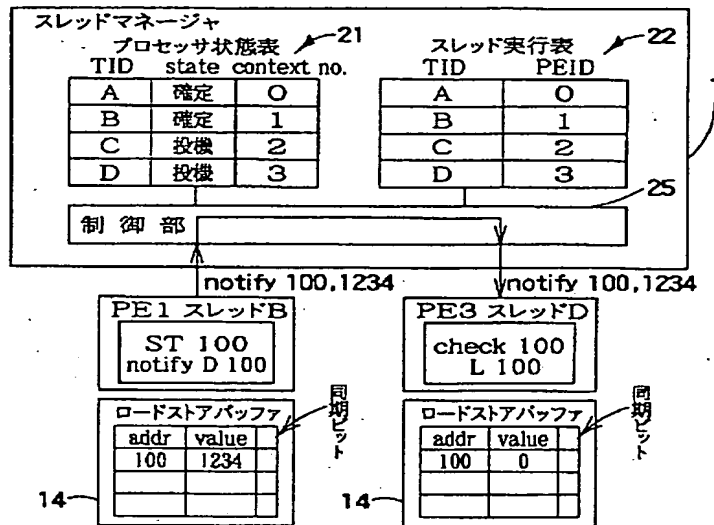 スレッドマネージャ
プロセッサ状態表 21
TID state context no.
A 確定 0
B 確定 1
C 投機 2
D 投機 3
スレッド実行表 22
TID PEID
A 0
B 1
C 2
D 3
25
制御部
notify 100,1234
notify 100,1234
PE1 スレッドB
ST 100
notify D 100
PE3 スレッドD
check 100
L 100
ロードストアバッファ
同期ビット
addr value
100 1234
14
ロードストアバッファ
同期ビット
addr value
100 0
14